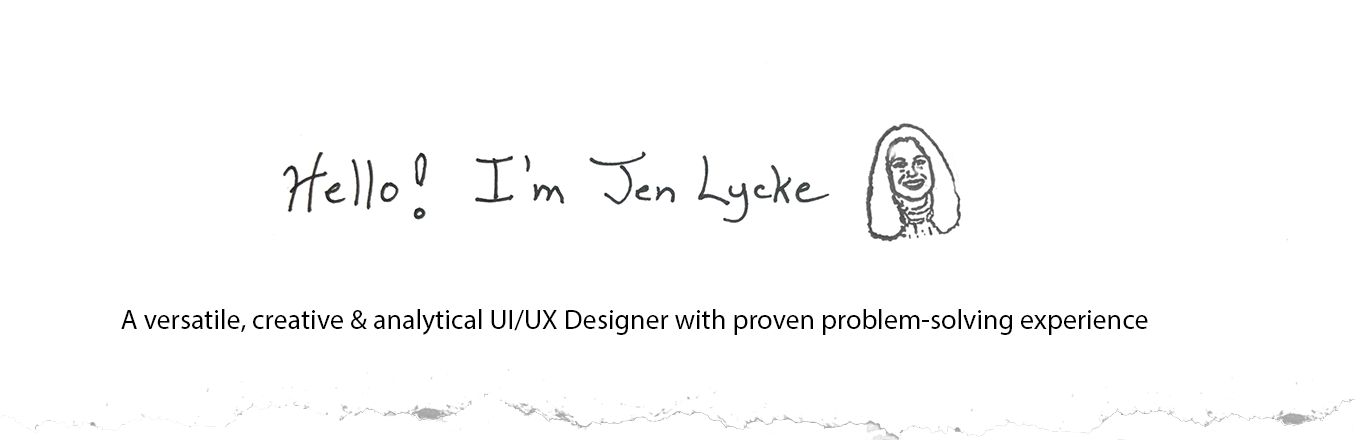 Hello! I'm Jen Lycke
A versatile, creative & analytical UI/UX Designer with proven problem-solving experience